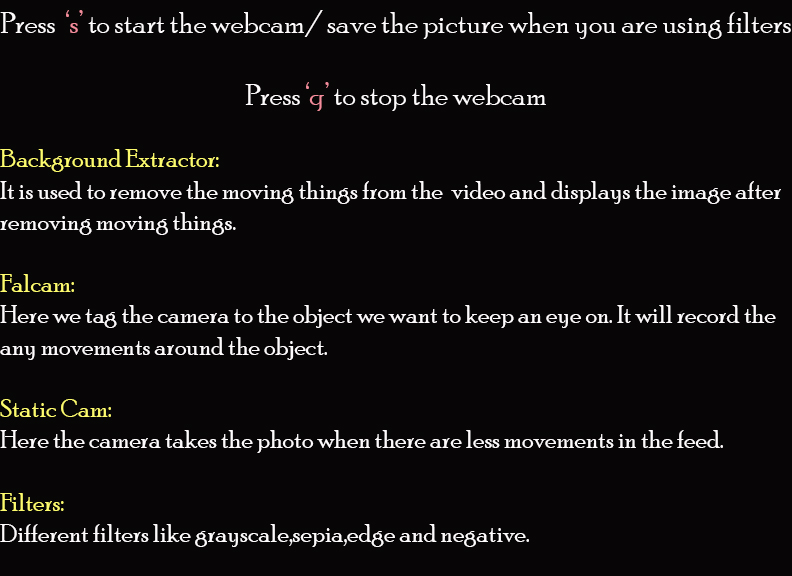 Press ‘s’ to start the webcam/ save the picture when you are using filters
Press ‘q’ to stop the webcam
Background Extractor:
It is used to remove the moving things from the video and displays the image after
removing moving things.
Falcam:
Here we tag the camera to the object we want to keep an eye on. It will record the
any movements around the object.
Static Cam:
Here the camera takes the photo when there are less movements in the feed.
Filters:
Different filters like grayscale,sepia,edge and negative.